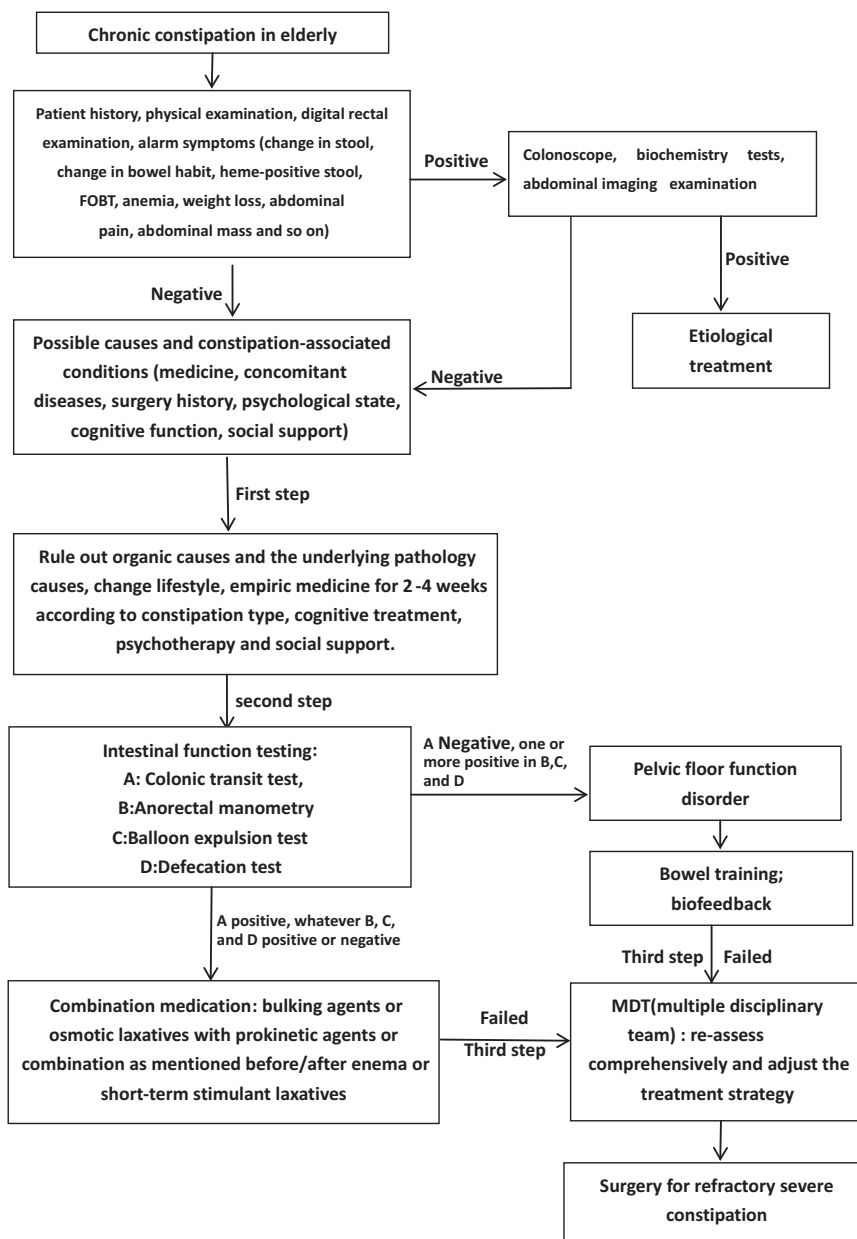 Chronic constipation in elderly
Patient history, physical examination, digital rectal
examination, alarm symptoms (change in stool,
change in bowel habit, heme-positive stool,
FOBT, anemia, weight loss, abdominal
pain, abdominal mass and so on)
Positive
Colonoscope, biochemistry tests,
abdominal imaging examination
Negative
Positive
Possible causes and constipation-associated
conditions (medicine, concomitant
diseases, surgery history, psychological state,
cognitive function, social support)
Negative
Etiological
treatment
First step
Rule out organic causes and the underlying pathology
causes, change lifestyle, empiric medicine for 2-4 weeks
according to constipation type, cognitive treatment,
psychotherapy and social support.
second step
Intestinal function testing:
A: Colonic transit test,
B:Anorectal manometry
C:Balloon expulsion test
D:Defecation test
A Negative, one or
more positive in B,C,
and D
Pelvic floor function
disorder
Bowel training;
biofeedback
A positive, whatever B, C,
and D positive or negative
Third step Failed
Combination medication: bulking agents or
osmotic laxatives with prokinetic agents or
combination as mentioned before/after enema or
short-term stimulant laxatives
Failed
Third step
MDT(multiple disciplinary
team) : re-assess
comprehensively and adjust the
treatment strategy
Surgery for refractory severe
constipation